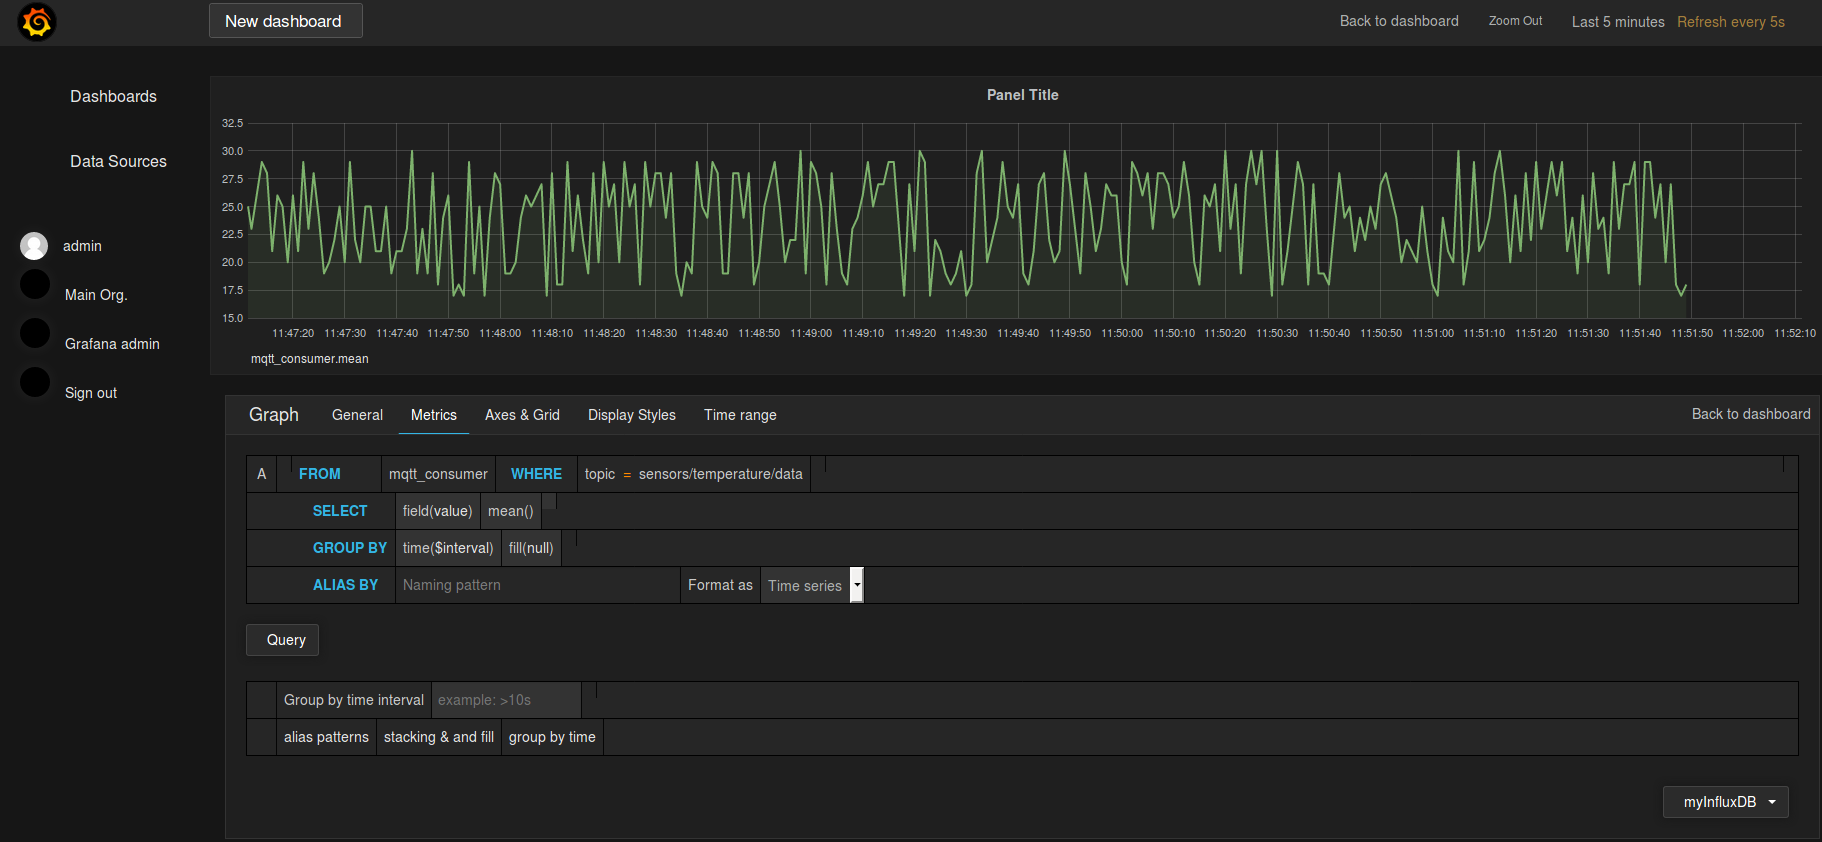 New dashboard
Back to dashboard Zoom Out Last 5 minutes Refresh every 5s
Dashboards
Data Sources
admin
Main Org.
Grafana admin
Sign out
Panel Title
32.5
30.0
27.5
25.0
22.5
20.0
17.5
15.0
11:47:20 11:47:30 11:47:40 11:47:50 11:48:00 11:48:10 11:48:20 11:48:30 11:48:40 11:48:50 11:49:00 11:49:10 11:49:20 11:49:30 11:49:40 11:49:50 11:50:00 11:50:10 11:50:20 11:50:30 11:50:40 11:50:50 11:51:00 11:51:10 11:51:20 11:51:30 11:51:40 11:51:50 11:52:00 11:52:10
mqtt_consumer.mean
Graph General Metrics Axes & Grid Display Styles Time range Back to dashboard
A FROM mqtt_consumer WHERE topic = sensors/temperature/data
SELECT field(value) mean()
GROUP BY time($interval) fill(null)
ALIAS BY Naming pattern Format as Time series
Query
Group by time interval example: >10s
alias patterns stacking & and fill group by time
myInfluxDB